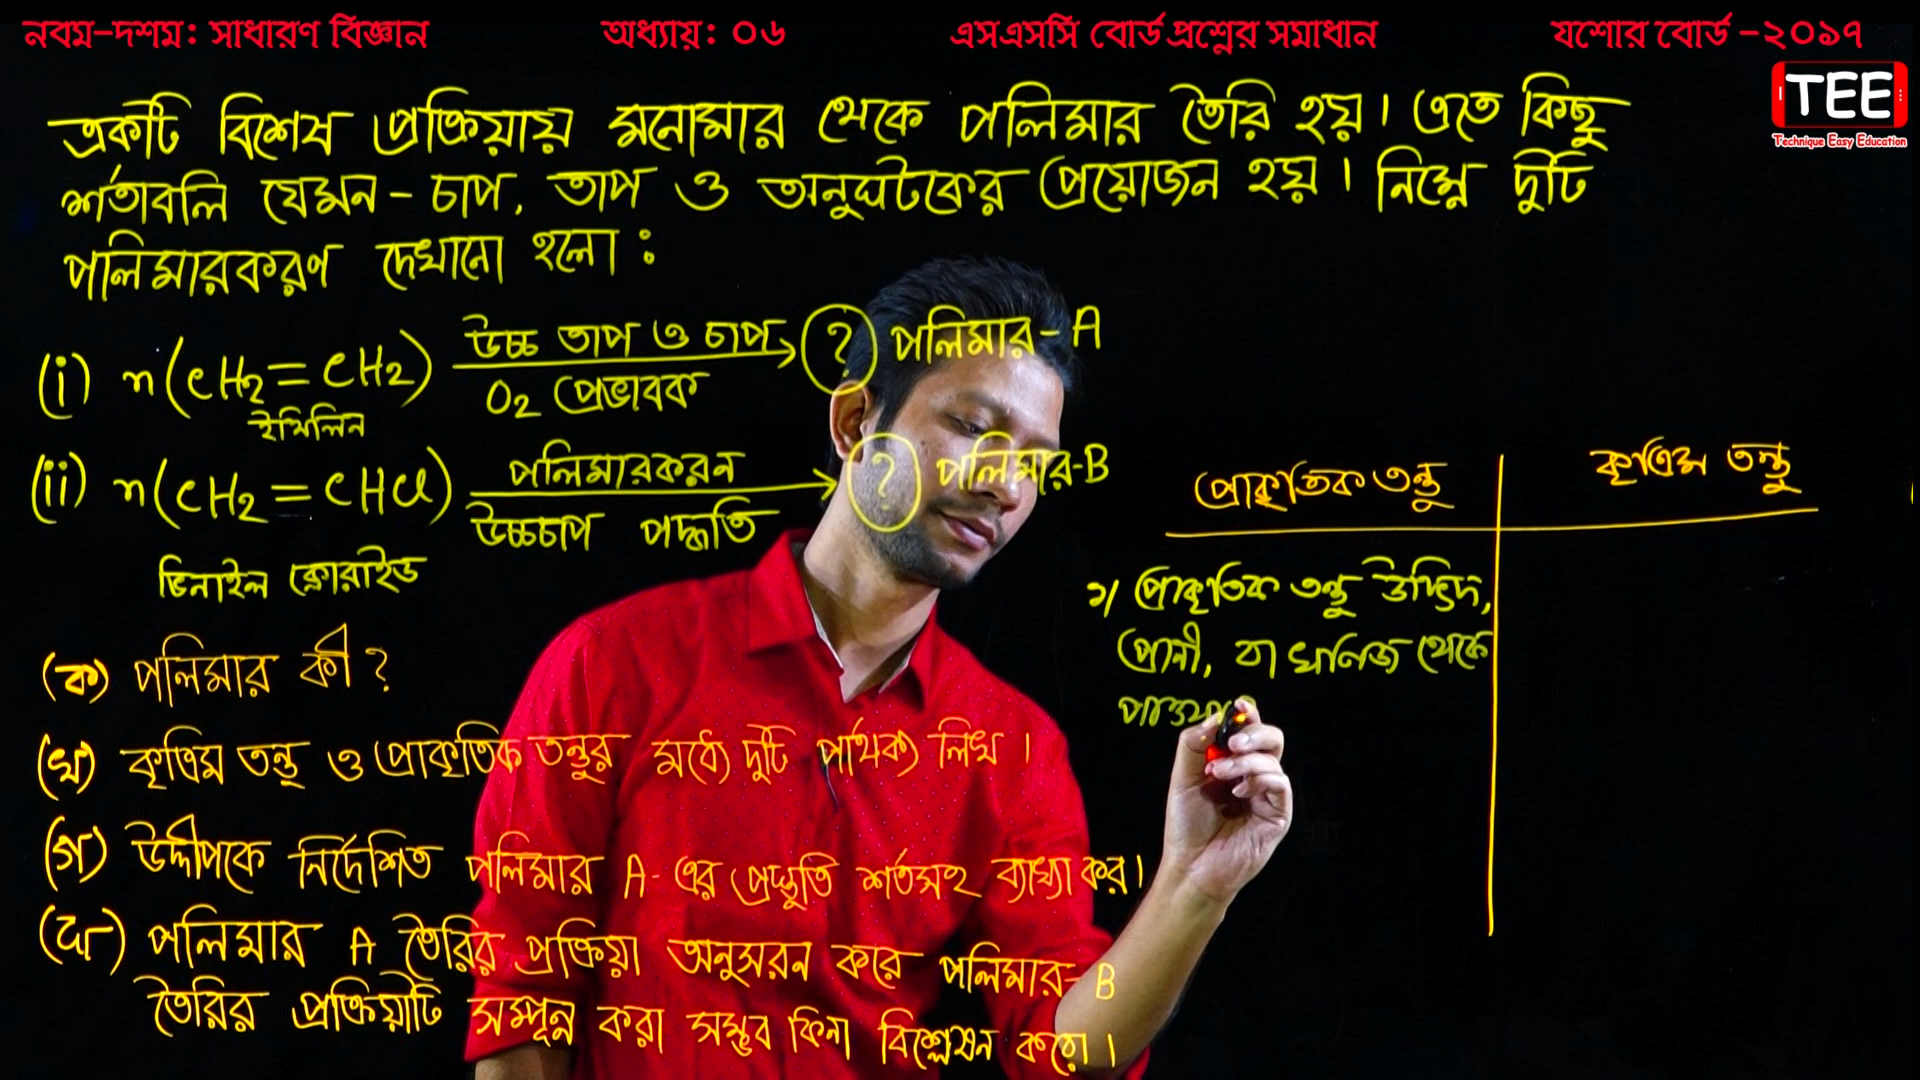 নবম-দশম: সাধারণ বিজ্ঞান অধ্যায়: ০৬ এসএসসি বোর্ড প্রশ্নের সমাধান যশোর বোর্ড -২০১৭
TEE
Technique Easy Education
একটি বিশেষ প্রক্রিয়ায় মনোমার থেকে পলিমার তৈরি হয়। এতে কিছু
শর্তাবলি যেমন - চাপ, তাপ ও অনুঘটকের প্রয়োজন হয়। নিম্নে দুটি
পলিমারকরণ দেখানো হলো:
(i) n(CH2=CH2) উচ্চ তাপ ও চাপ → ? পলিমার - A
O2 প্রভাবক
ইথিলিন
(ii) n(CH2=CHCl) পলিমারকরন → ? পলিমার-B
উচ্চচাপ পদ্ধতি
ভিনাইল ক্লোরাইড
(ক) পলিমার কী?
(খ) কৃত্রিম তন্তু ও প্রাকৃতিক তন্তুর মধ্যে দুটি পার্থক্য লিখ।
(গ) উদ্দীপকে নির্দেশিত পলিমার A-এর প্রস্তুতি শর্তসহ ব্যাখ্যা কর।
(ঘ) পলিমার A তৈরির প্রক্রিয়া অনুসরন করে পলিমার-B
তৈরির প্রক্রিয়াটি সম্পূন্ন করা সম্ভব কিনা বিশ্লেষন করো।
প্রাকৃতিক তন্তু কৃত্রিম তন্তু
১/ প্রাকৃতিক তন্তু উদ্ভিদ,
প্রানী, বা খনিজ থেকে